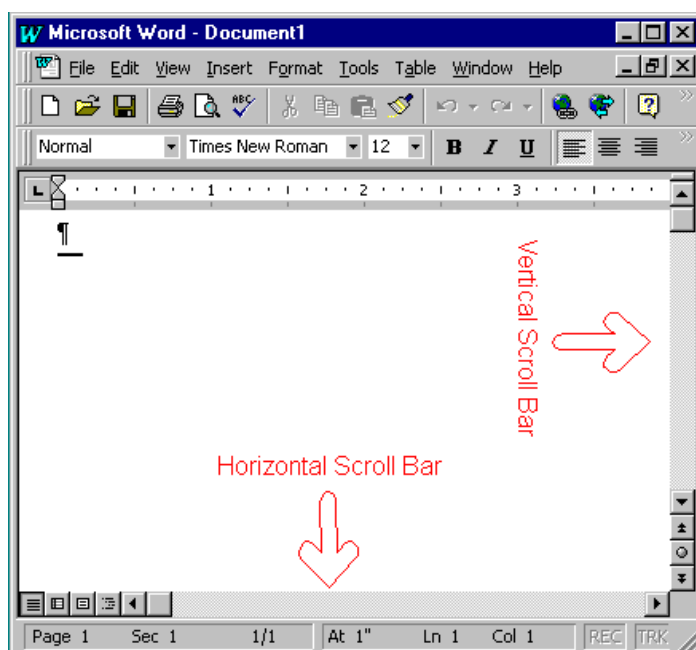 Microsoft Word - Document1
File Edit View Insert Format Tools Table Window Help
ABC
Normal Times New Roman 12 B I U
1 2 3
¶
Vertical Scroll Bar
Horizontal Scroll Bar
Page 1 Sec 1 1/1 At 1" Ln 1 Col 1 REC TRK